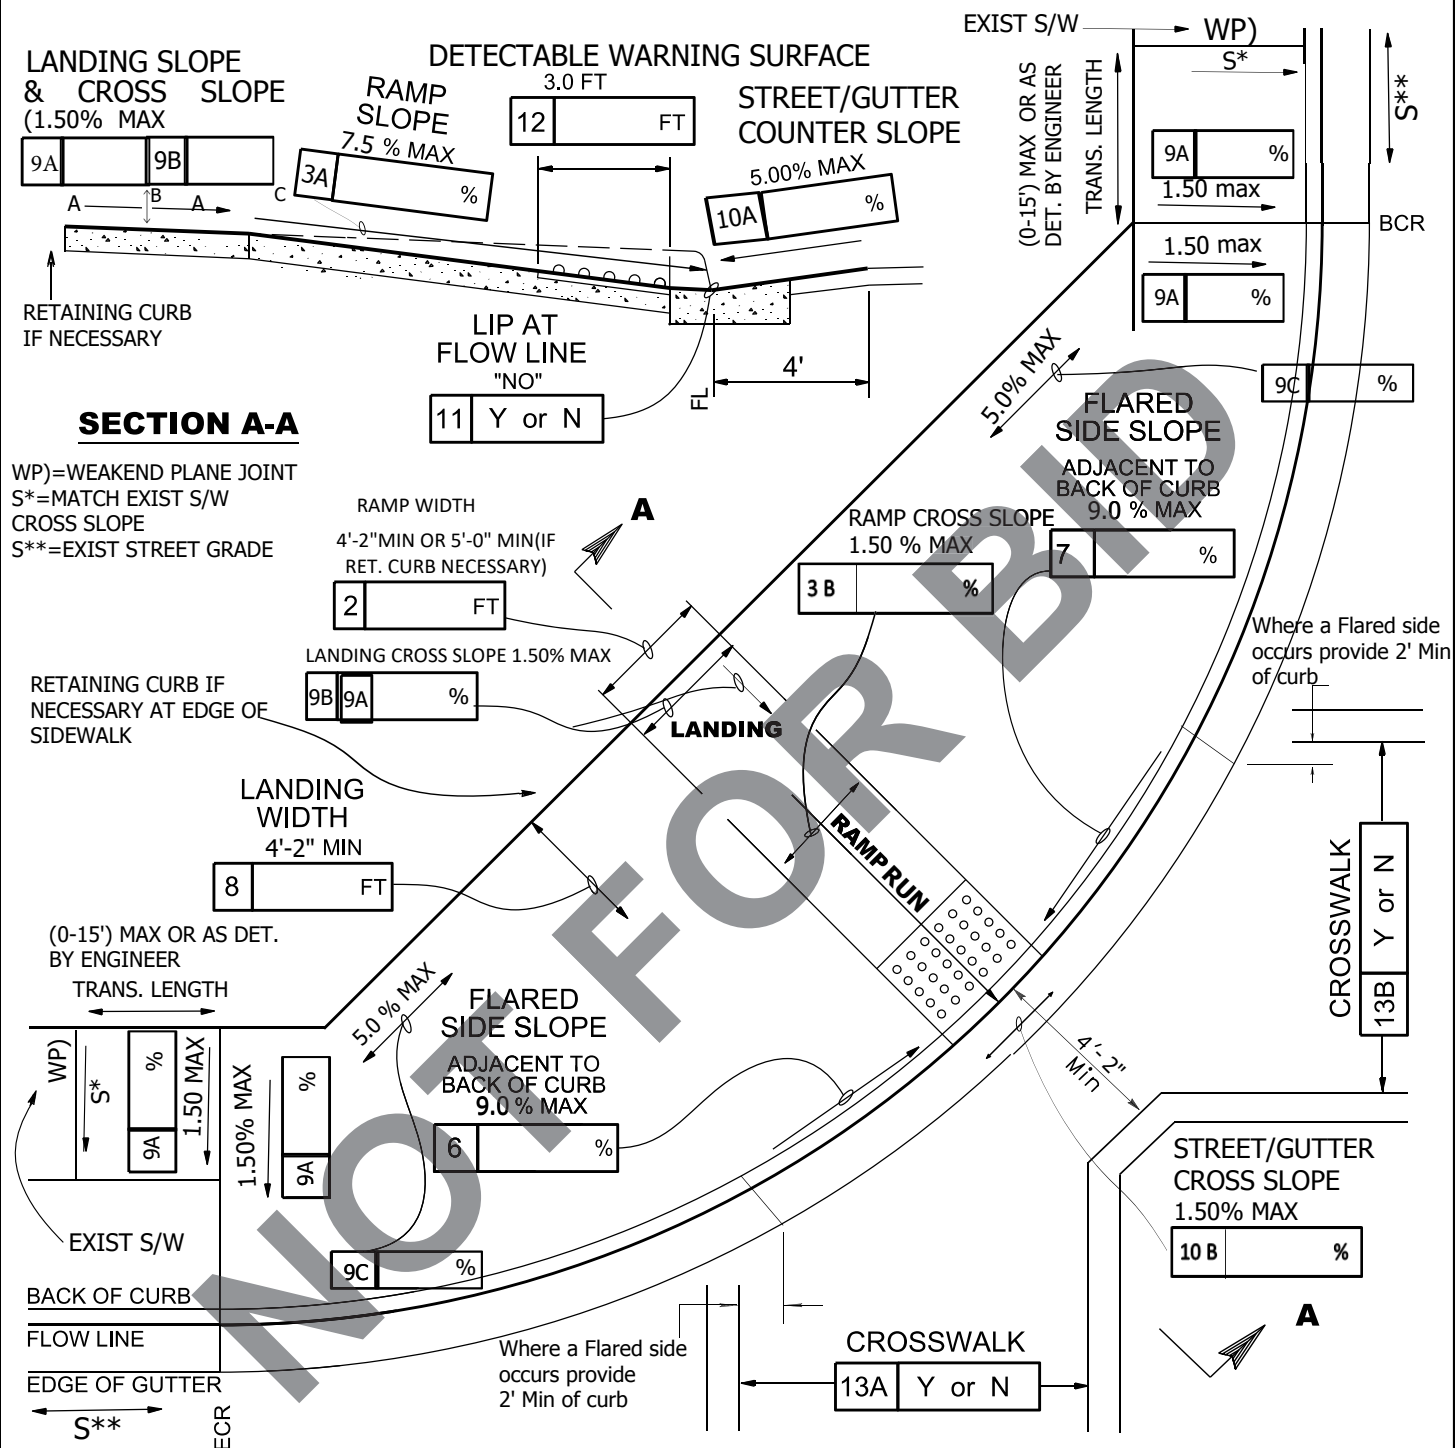 LANDING SLOPE
& CROSS SLOPE
(1.50% MAX
9A
9B
A
B
A
RAMP
SLOPE
7.5 % MAX
3A %
C
DETECTABLE WARNING SURFACE
3.0 FT
12 FT
STREET/GUTTER
COUNTER SLOPE
5.00% MAX
10A %
RETAINING CURB
IF NECESSARY
LIP AT
FLOW LINE
"NO"
11 Y or N
FL
4'
SECTION A-A
WP)=WEAKEND PLANE JOINT
S*=MATCH EXIST S/W
CROSS SLOPE
S**=EXIST STREET GRADE
EXIST S/W
WP)
S*
S**
(0-15') MAX OR AS
DET. BY ENGINEER
TRANS. LENGTH
9A %
1.50 max
BCR
1.50 max
9A %
5.0% MAX
9C %
FLARED
SIDE SLOPE
ADJACENT TO
BACK OF CURB
9.0 % MAX
7 %
RAMP CROSS SLOPE
1.50 % MAX
3 B %
RAMP WIDTH
4'-2"MIN OR 5'-0" MIN(IF
RET. CURB NECESSARY)
2 FT
A
LANDING CROSS SLOPE 1.50% MAX
9B 9A %
RETAINING CURB IF
NECESSARY AT EDGE OF
SIDEWALK
LANDING
RAMP RUN
Where a Flared side
occurs provide 2' Min
of curb
LANDING
WIDTH
4'-2" MIN
8 FT
CROSSWALK
13B Y or N
(0-15') MAX OR AS DET.
BY ENGINEER
TRANS. LENGTH
5.0 % MAX
FLARED
SIDE SLOPE
ADJACENT TO
BACK OF CURB
9.0 % MAX
6 %
WP)
S*
9A %
1.50 MAX
1.50% MAX
9A %
4'-2"
Min
EXIST S/W
9C %
STREET/GUTTER
CROSS SLOPE
1.50% MAX
10 B %
A
BACK OF CURB
FLOW LINE
EDGE OF GUTTER
S**
ECR
Where a Flared side
occurs provide
2' Min of curb
CROSSWALK
13A Y or N
NOT FOR BID